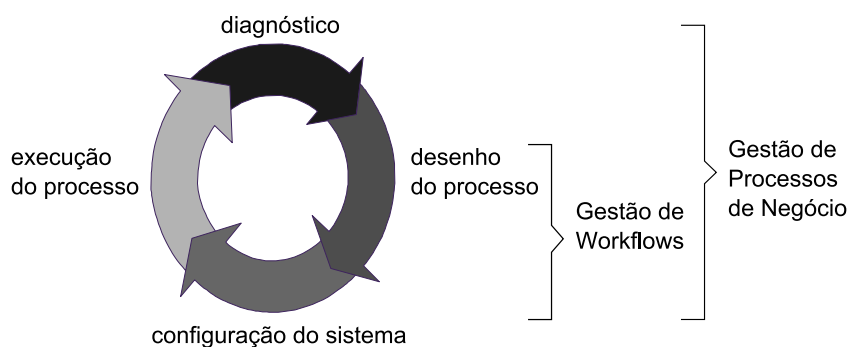 diagnóstico
execução
do processo
desenho
do processo
Gestão de
Workflows
Gestão de
Processos
de Negócio
configuração do sistema